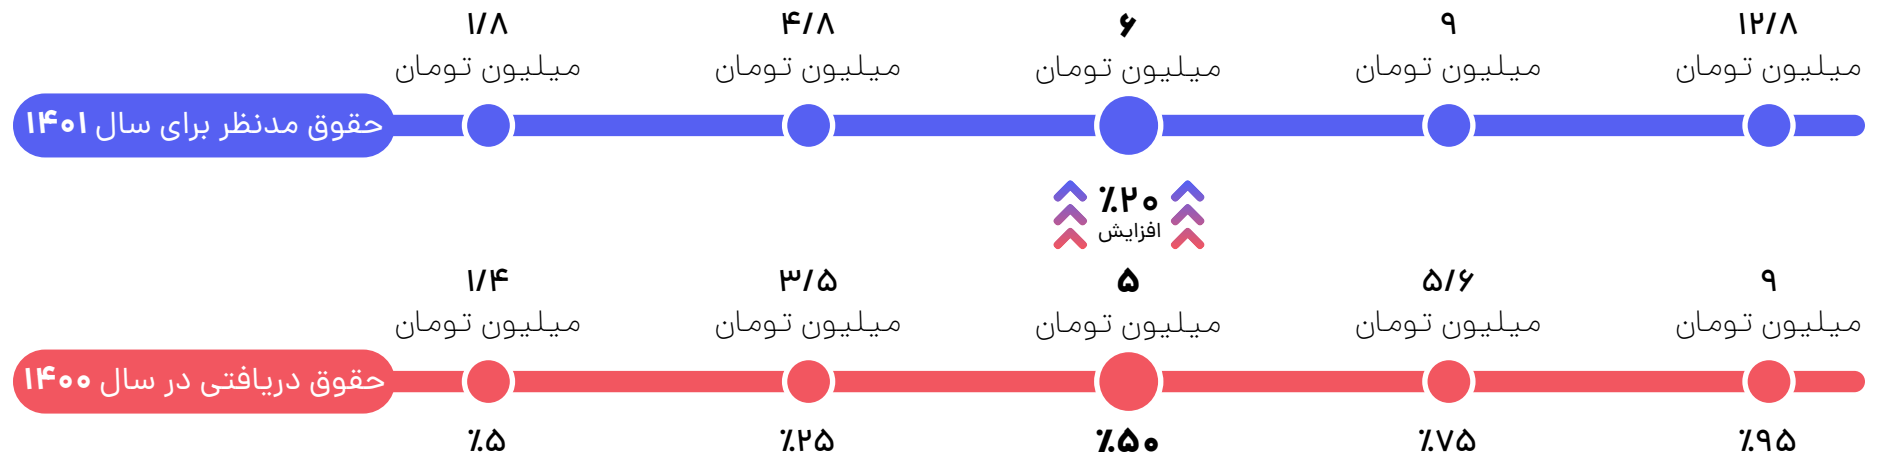 ۱/۸
میلیون تومان
۴/۸
میلیون تومان
۶
میلیون تومان
۹
میلیون تومان
۱۲/۸
میلیون تومان
حقوق مدنظر برای سال ۱۴۰۱
٪۲۰
افزایش
۱/۴
میلیون تومان
۳/۵
میلیون تومان
۵
میلیون تومان
۵/۶
میلیون تومان
۹
میلیون تومان
حقوق دریافتی در سال ۱۴۰۰
٪۵
٪۲۵
٪۵۰
٪۷۵
٪۹۵